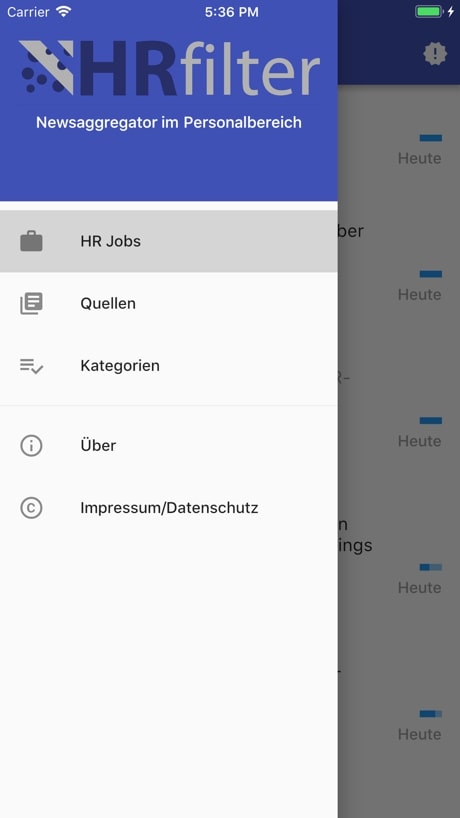 Carrier 5:36 PM
HRfilter
Newsaggregator im Personalbereich
Heute
ber
HR Jobs
Heute
Quellen
Kategorien
R-
Heute
Über
Impressum/Datenschutz
n
ings
Heute
Heute